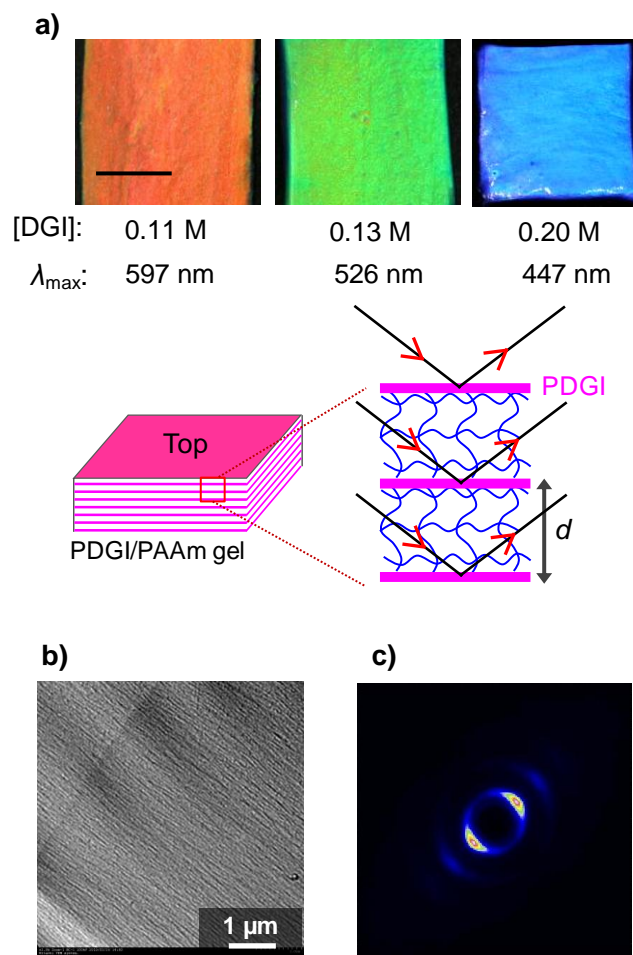 a)
[DGI]: 0.11 M 0.13 M 0.20 M
λmax: 597 nm 526 nm 447 nm
PDGI
Top
d
PDGI/PAAm gel
b) c)
1 µm